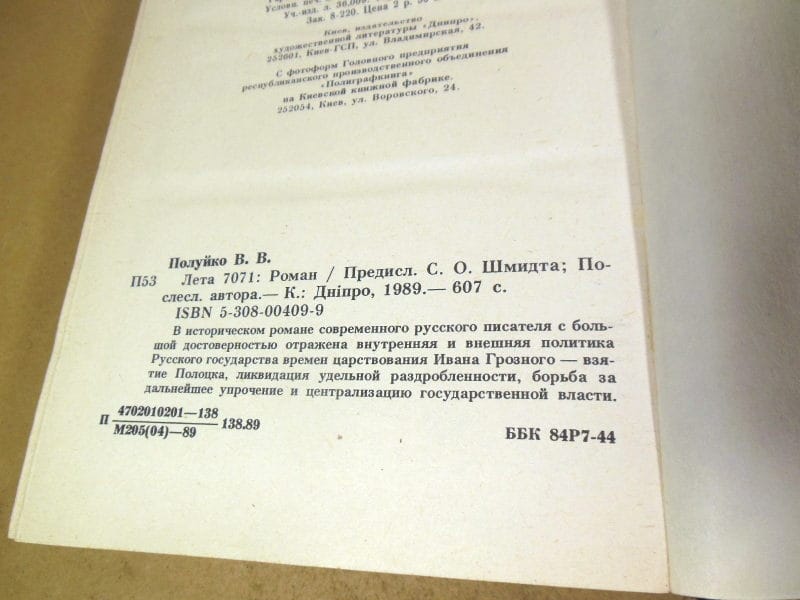 Услови. печ.
Уч.-изд. л. 36,009.
Зак. 8-220. Цена 2 р.
Киев, издательство
художественной литературы «Дніпро».
252601, Киев-ГСП, ул. Владимирская, 42.
С фотоформ Головного предприятия
республиканского производственного объединения
«Полиграфкнига»
на Киевской книжной фабрике.
252054, Киев, ул. Воровского, 24.
Полуйко В. В.
П53 Лета 7071: Роман / Предисл. С. О. Шмидта; По-
слесл. автора.— К.: Дніпро, 1989.— 607 с.
ISBN 5-308-00409-9
В историческом романе современного русского писателя с боль-
шой достоверностью отражена внутренняя и внешняя политика
Русского государства времен царствования Ивана Грозного — взя-
тие Полоцка, ликвидация удельной раздробленности, борьба за
дальнейшее упрочение и централизацию государственной власти.
П 4702010201—138
М205(04)—89 138.89
ББК 84Р7-44